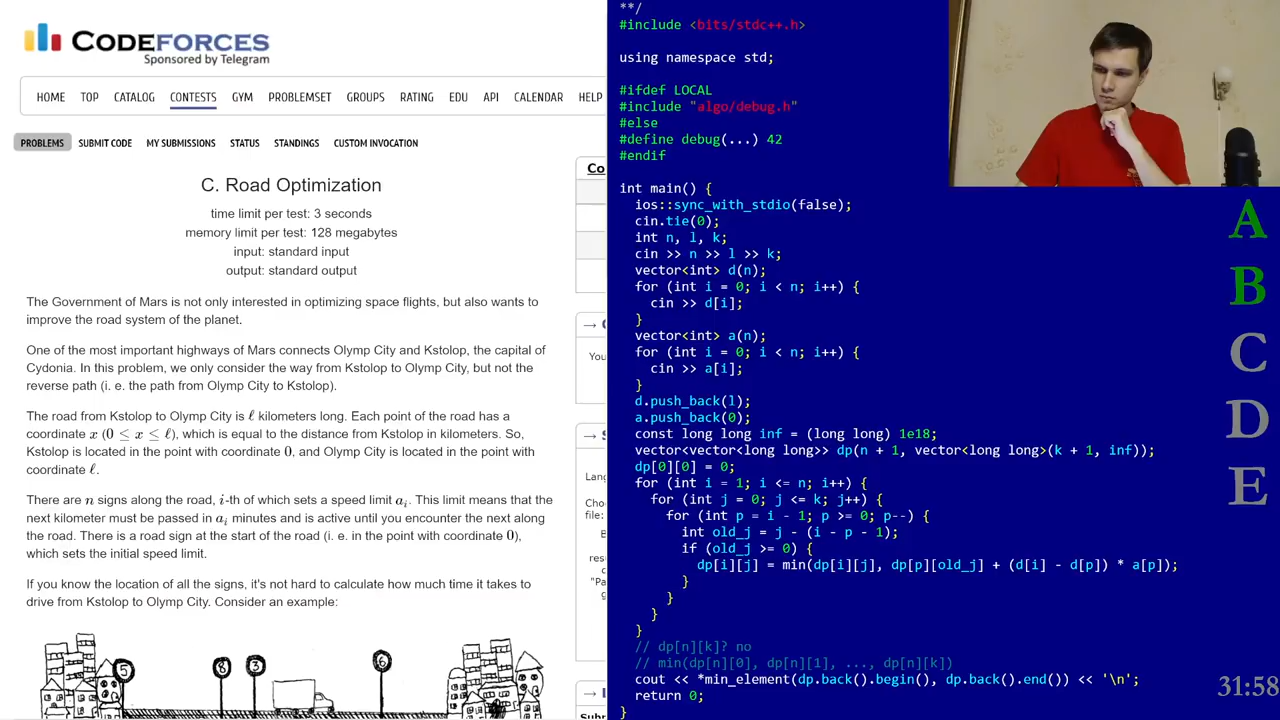 CODEFORCES
Sponsored by Telegram
HOME TOP CATALOG CONTESTS GYM PROBLEMSET GROUPS RATING EDU API CALENDAR HELP
PROBLEMS SUBMIT CODE MY SUBMISSIONS STATUS STANDINGS CUSTOM INVOCATION
C. Road Optimization
time limit per test: 3 seconds
memory limit per test: 128 megabytes
input: standard input
output: standard output
The Government of Mars is not only interested in optimizing space flights, but also wants to
improve the road system of the planet.
One of the most important highways of Mars connects Olymp City and Kstolop, the capital of
Cydonia. In this problem, we only consider the way from Kstolop to Olymp City, but not the
reverse path (i. e. the path from Olymp City to Kstolop).
The road from Kstolop to Olymp City is ℓ kilometers long. Each point of the road has a
coordinate x (0 ≤ x ≤ ℓ), which is equal to the distance from Kstolop in kilometers. So,
Kstolop is located in the point with coordinate 0, and Olymp City is located in the point with
coordinate ℓ.
There are n signs along the road, i-th of which sets a speed limit a_i. This limit means that the
next kilometer must be passed in a_i minutes and is active until you encounter the next along
the road. There is a road sign at the start of the road (i. e. in the point with coordinate 0),
which sets the initial speed limit.
If you know the location of all the signs, it's not hard to calculate how much time it takes to
drive from Kstolop to Olymp City. Consider an example:
5 8 3 6
Co
→
You
→
Lang
Choo
file:
B
resu
co
"Pa
→
**/
#include <bits/stdc++.h>
using namespace std;
#ifdef LOCAL
#include "algo/debug.h"
#else
#define debug(...) 42
#endif
int main() {
ios::sync_with_stdio(false);
cin.tie(0);
int n, l, k;
cin >> n >> l >> k;
vector<int> d(n);
for (int i = 0; i < n; i++) {
cin >> d[i];
}
vector<int> a(n);
for (int i = 0; i < n; i++) {
cin >> a[i];
}
d.push_back(l);
a.push_back(0);
const long long inf = (long long) 1e18;
vector<vector<long long>> dp(n + 1, vector<long long>(k + 1, inf));
dp[0][0] = 0;
for (int i = 1; i <= n; i++) {
for (int j = 0; j <= k; j++) {
for (int p = i - 1; p >= 0; p--) {
int old_j = j - (i - p - 1);
if (old_j >= 0) {
dp[i][j] = min(dp[i][j], dp[p][old_j] + (d[i] - d[p]) * a[p]);
}
}
}
}
// dp[n][k]? no
// min(dp[n][0], dp[n][1], ..., dp[n][k])
cout << *min_element(dp.back().begin(), dp.back().end()) << '\n';
return 0;
}
A
B
C
D
E
31:58